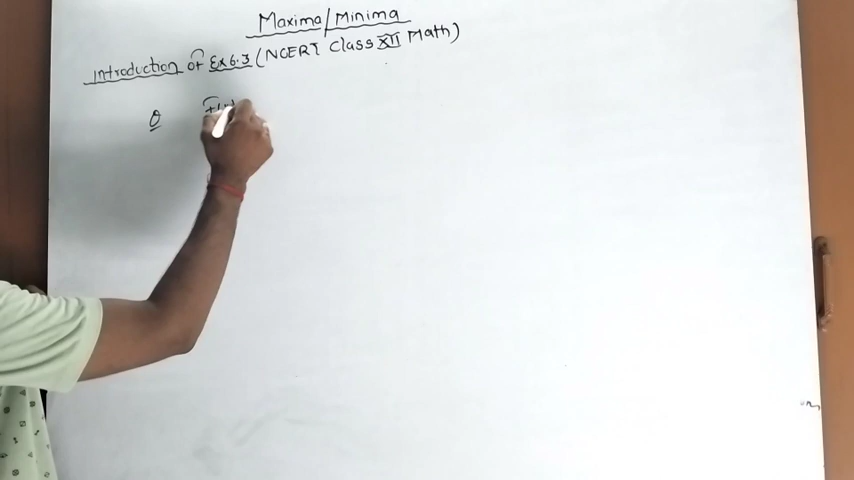 Maxima/Minima
Introduction of Ex 6.3 (NCERT Class XII Math)
Q